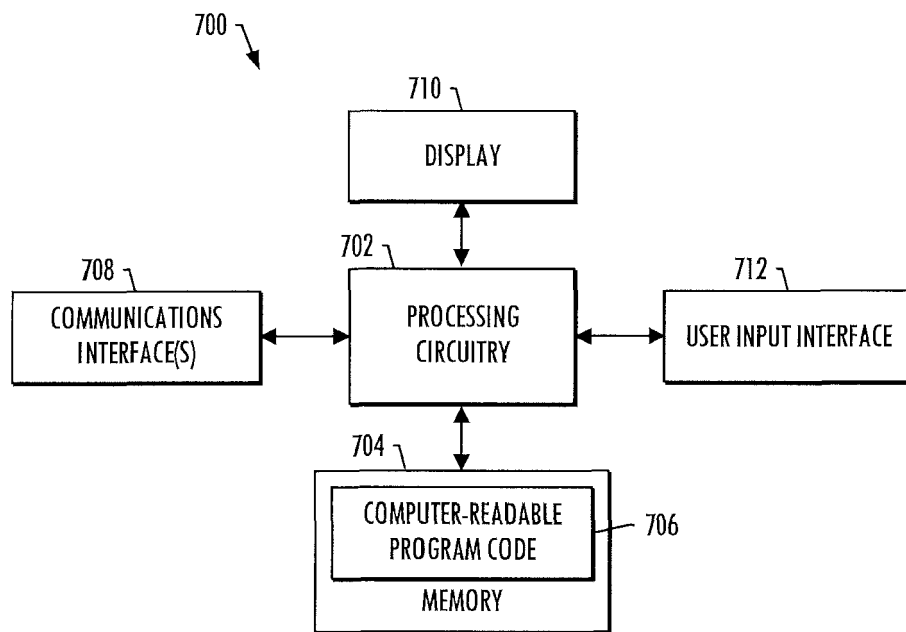 700
710
DISPLAY
702
PROCESSING
CIRCUITRY
708
COMMUNICATIONS
INTERFACE(S)
712
USER INPUT INTERFACE
704
COMPUTER-READABLE
PROGRAM CODE
706
MEMORY